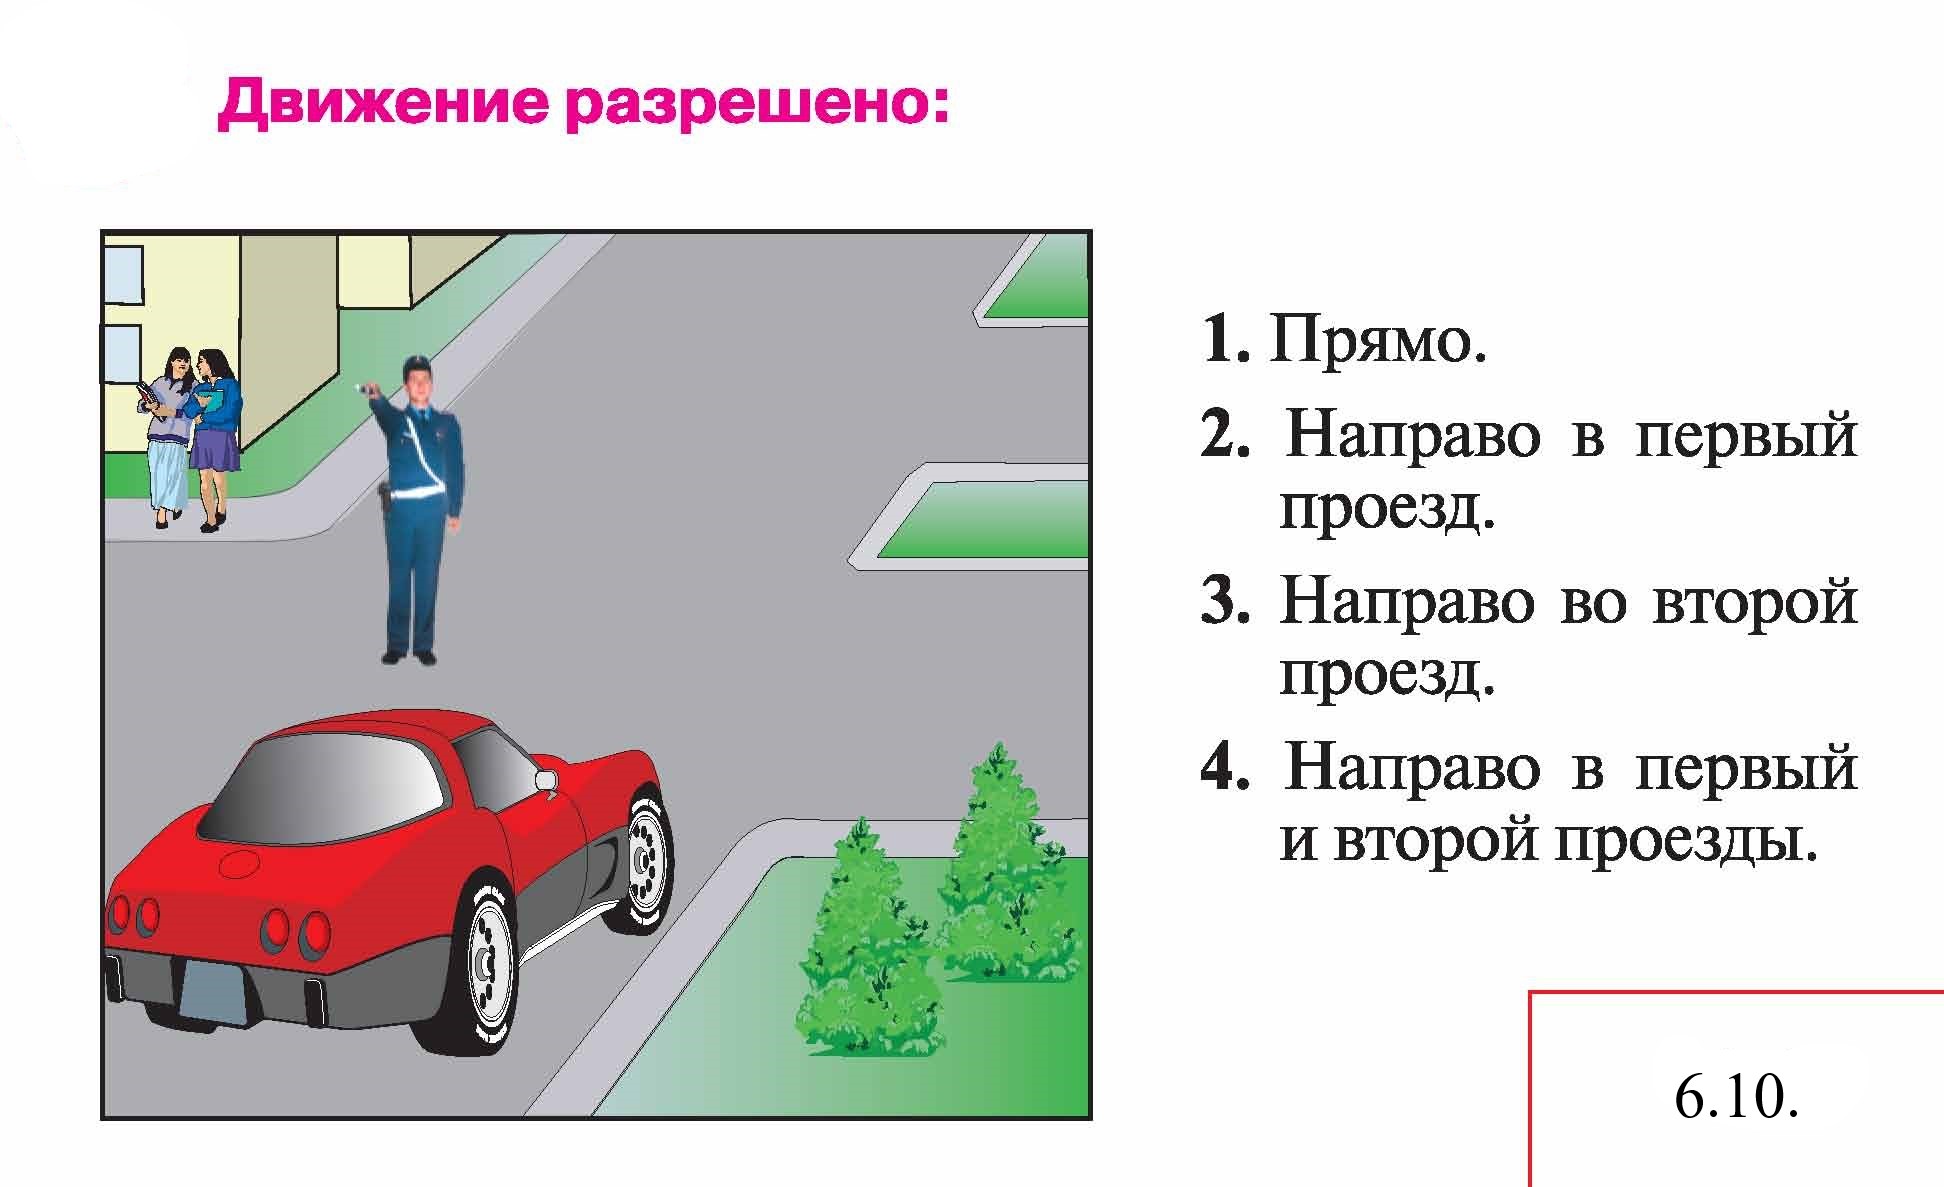 Движение разрешено:
1. Прямо.
2. Направо в первый
проезд.
3. Направо во второй
проезд.
4. Направо в первый
и второй проезды.
6.10.